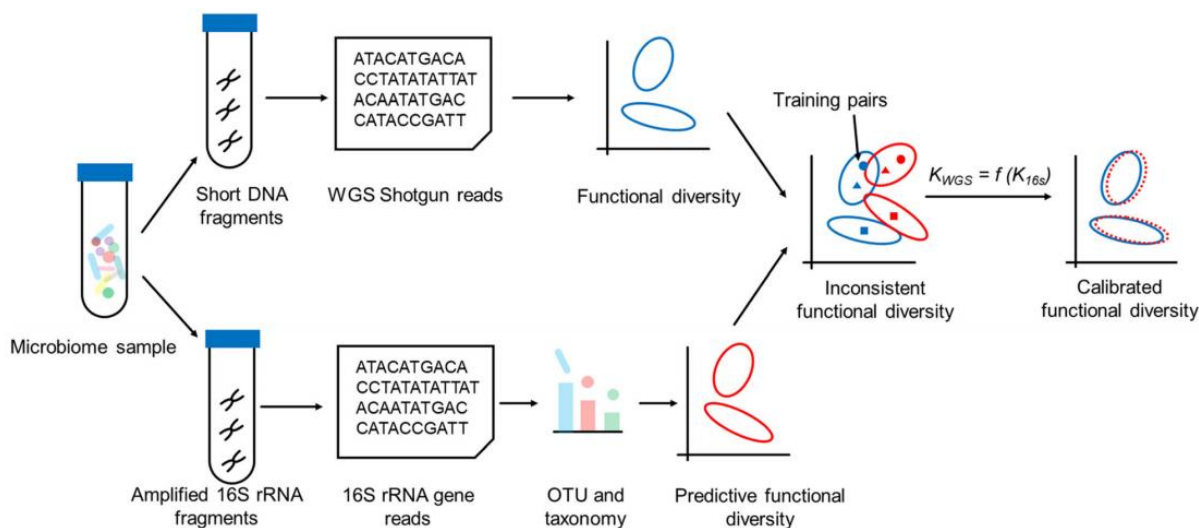 ATACATGACA
CCTATATATTAT
ACAATATGAC
CATACCGATT
Short DNA
fragments
WGS Shotgun reads
Functional diversity
Training pairs
K_WGS = f (K_16s)
Inconsistent
functional diversity
Calibrated
functional diversity
Microbiome sample
ATACATGACA
CCTATATATTAT
ACAATATGAC
CATACCGATT
Amplified 16S rRNA
fragments
16S rRNA gene
reads
OTU and
taxonomy
Predictive functional
diversity